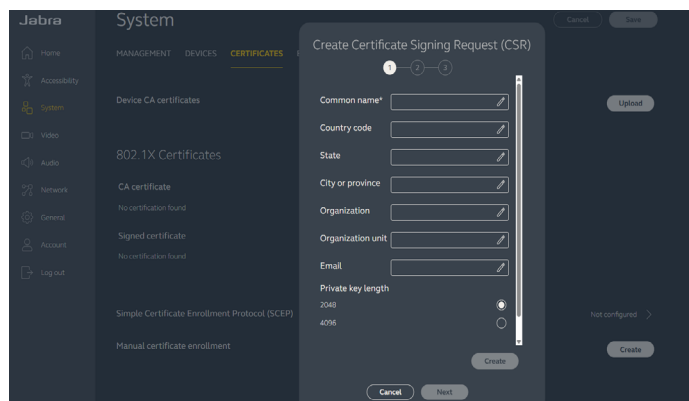 Jabra
System
Cancel
Save
Home
Accessibility
System
Video
Audio
Network
General
Account
Log out
MANAGEMENT DEVICES CERTIFICATES
Device CA certificates
Upload
802.1X Certificates
CA certificate
No certification found
Signed certificate
No certification found
Simple Certificate Enrollment Protocol (SCEP)
Not configured
Manual certificate enrollment
Create
Create Certificate Signing Request (CSR)
1 2 3
Common name*
Country code
State
City or province
Organization
Organization unit
Email
Private key length
2048
4096
Create
Cancel
Next